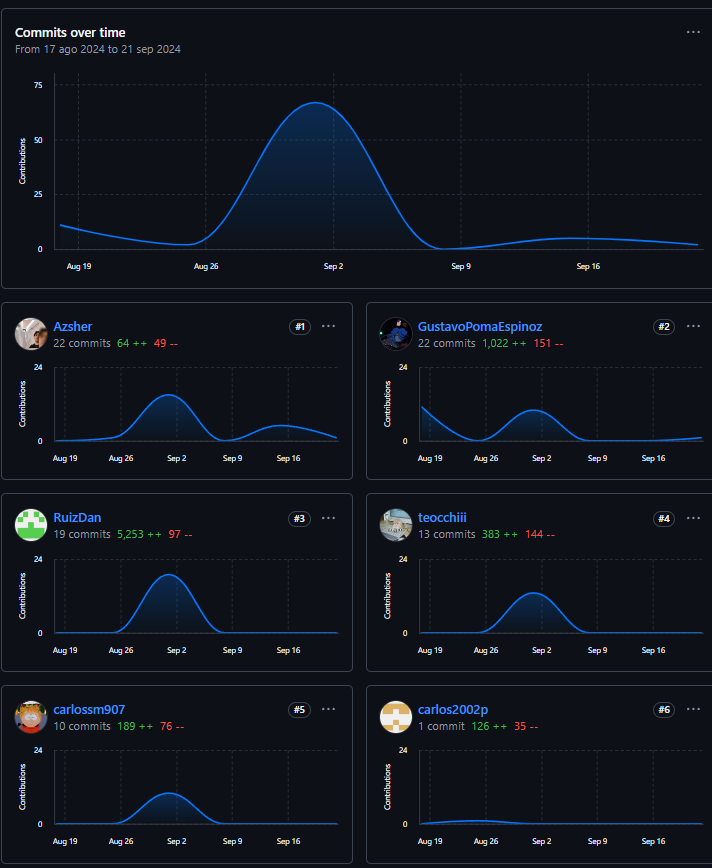 Commits over time
From 17 ago 2024 to 21 sep 2024
Contributions
75
50
25
0
Aug 19 Aug 26 Sep 2 Sep 9 Sep 16
Azsher #1
22 commits 64 ++ 49 --
Contributions
24
0
Aug 19 Aug 26 Sep 2 Sep 9 Sep 16
GustavoPomaEspinoz #2
22 commits 1,022 ++ 151 --
Contributions
24
0
Aug 19 Aug 26 Sep 2 Sep 9 Sep 16
RuizDan #3
19 commits 5,253 ++ 97 --
Contributions
24
0
Aug 19 Aug 26 Sep 2 Sep 9 Sep 16
teocchiii #4
13 commits 383 ++ 144 --
Contributions
24
0
Aug 19 Aug 26 Sep 2 Sep 9 Sep 16
carlossm907 #5
10 commits 189 ++ 76 --
Contributions
24
0
Aug 19 Aug 26 Sep 2 Sep 9 Sep 16
carlos2002p #6
1 commit 126 ++ 35 --
Contributions
24
0
Aug 19 Aug 26 Sep 2 Sep 9 Sep 16